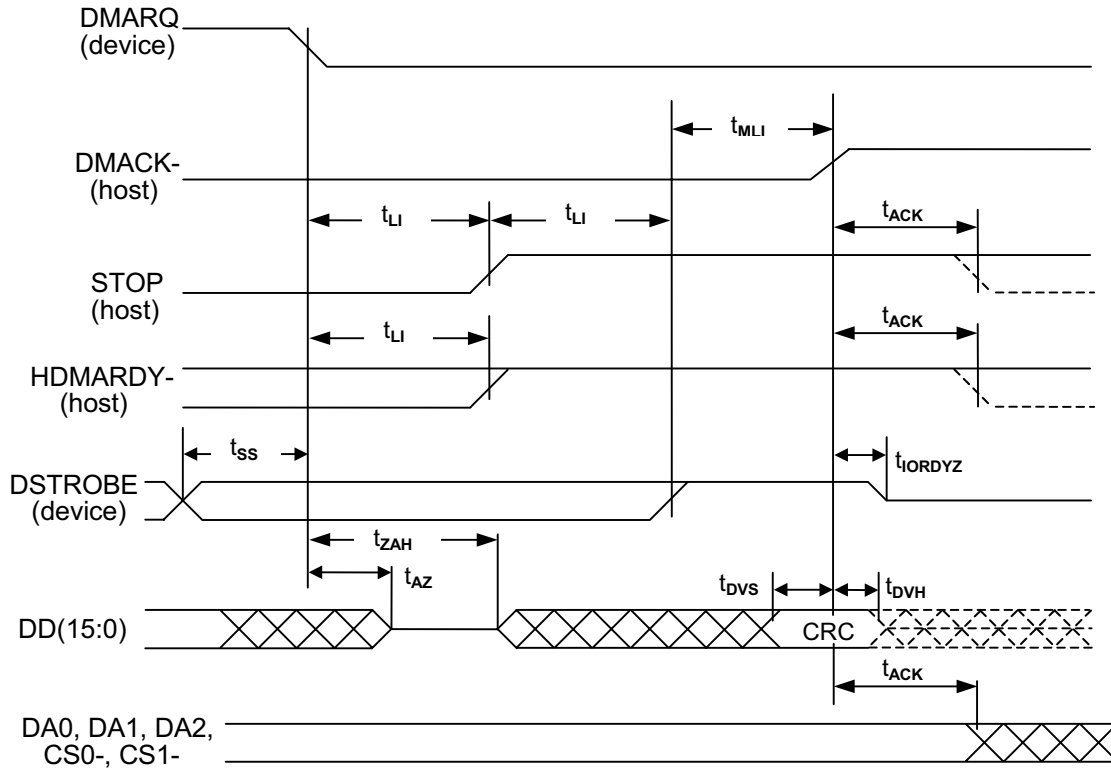 DMARQ
(device)
tMLI
DMACK-
(host)
tLI
tLI
tACK
STOP
(host)
tLI
tACK
HDMARDY-
(host)
tSS
tIORDYZ
DSTROBE
(device)
tZAH
tAZ
tDVS
tDVH
DD(15:0)
CRC
tACK
DA0, DA1, DA2,
CS0-, CS1-